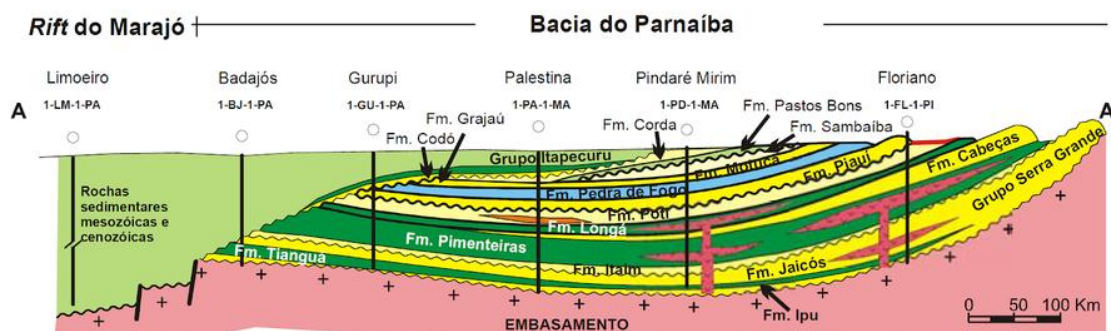 Rift do Marajó
Bacia do Parnaíba
Limoeiro
Badajós
Gurupi
Palestina
Pindaré Mirim
Floriano
1-LM-1-PA
1-BJ-1-PA
1-GU-1-PA
1-PA-1-MA
1-PD-1-MA
1-FL-1-PI
A
A
Fm. Pastos Bons
Fm. Grajaú
Fm. Corda
Fm. Sambaíba
Fm. Codó
Grupo Itapecuru
Fm. Motuca
Fm. Piauí
Fm. Cabeças
Fm. Pedra de Fogo
Grupo Serra Grande
Rochas
sedimentares
mesozóicas e
cenozóicas
Fm. Poti
Fm. Longá
Fm. Pimenteiras
Fm. Tianguá
Fm. Itaim
Fm. Jaicós
Fm. Ipu
0 50 100 Km
EMBASAMENTO